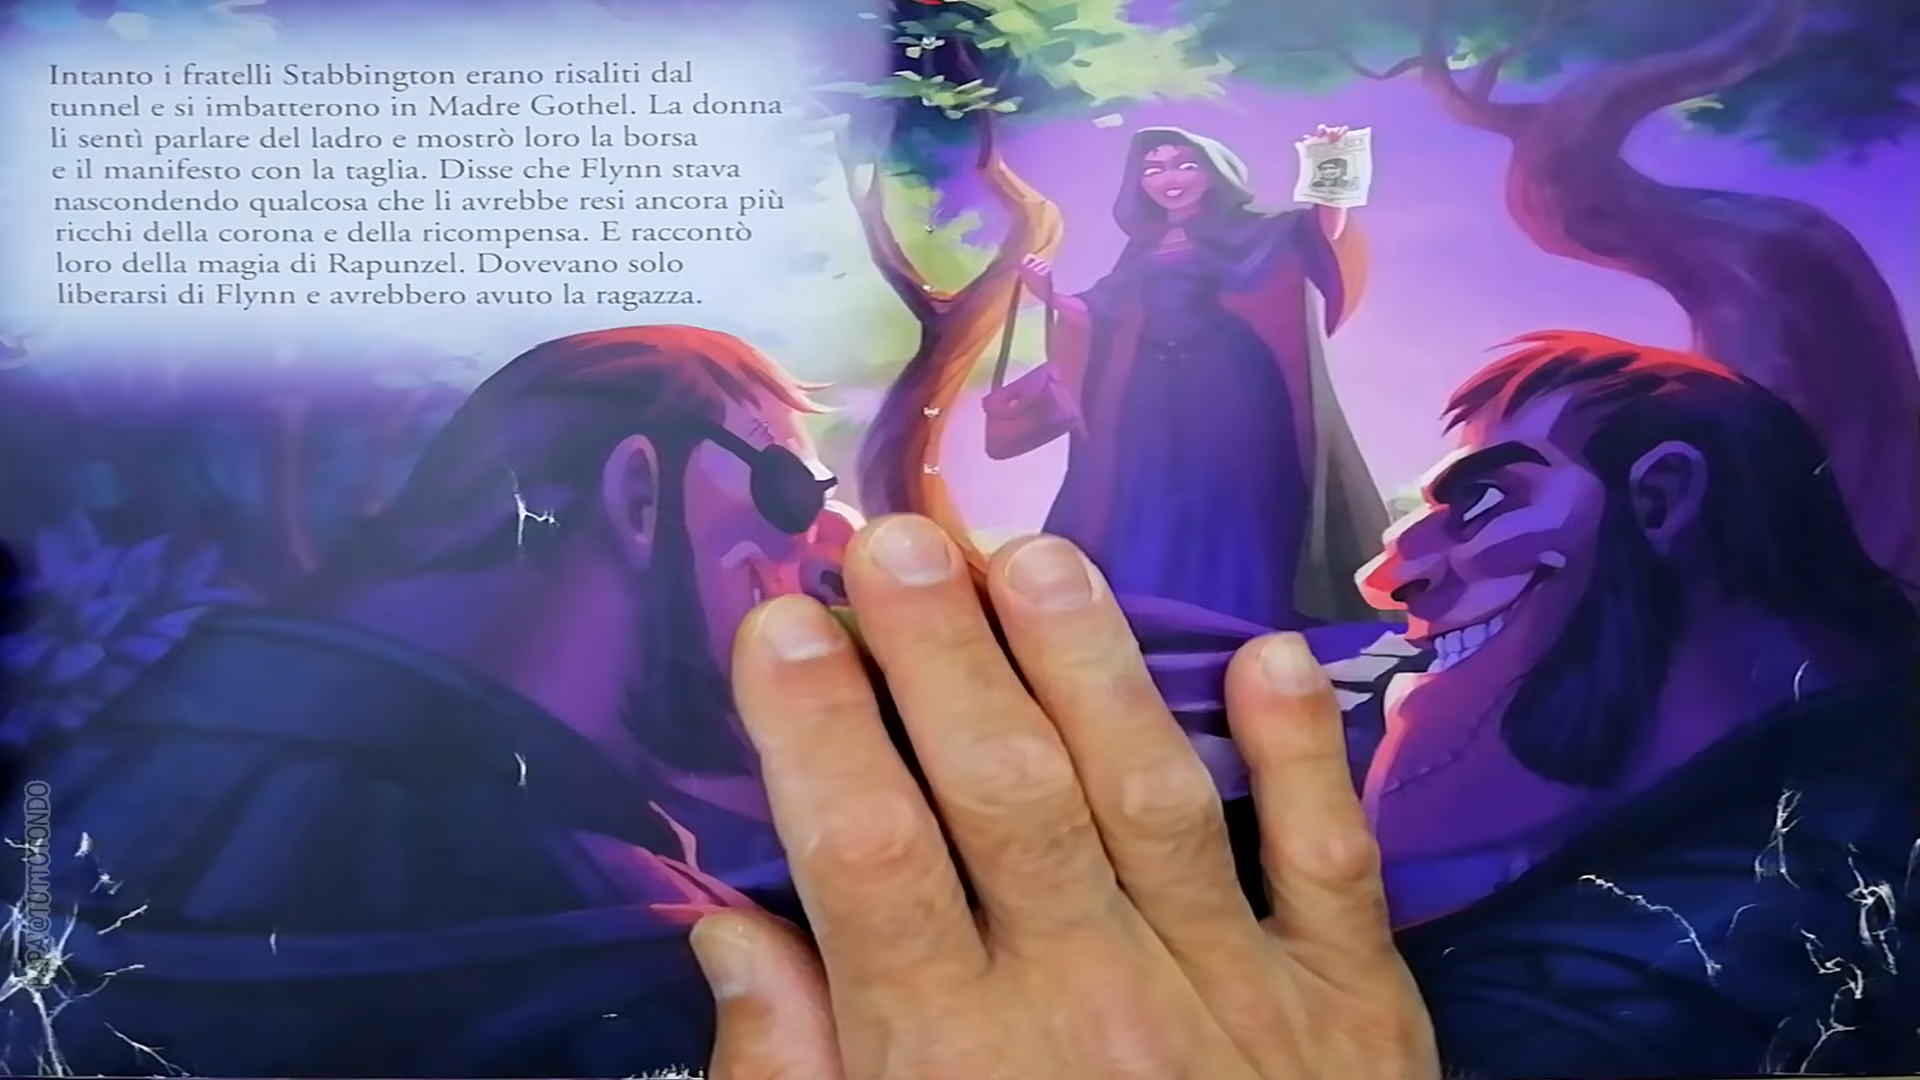 Intanto i fratelli Stabbington erano risaliti dal
tunnel e si imbatterono in Madre Gothel. La donna
li sentì parlare del ladro e mostrò loro la borsa
e il manifesto con la taglia. Disse che Flynn stava
nascondendo qualcosa che li avrebbe resi ancora più
ricchi della corona e della ricompensa. E raccontò
loro della magia di Rapunzel. Dovevano solo
liberarsi di Flynn e avrebbero avuto la ragazza.